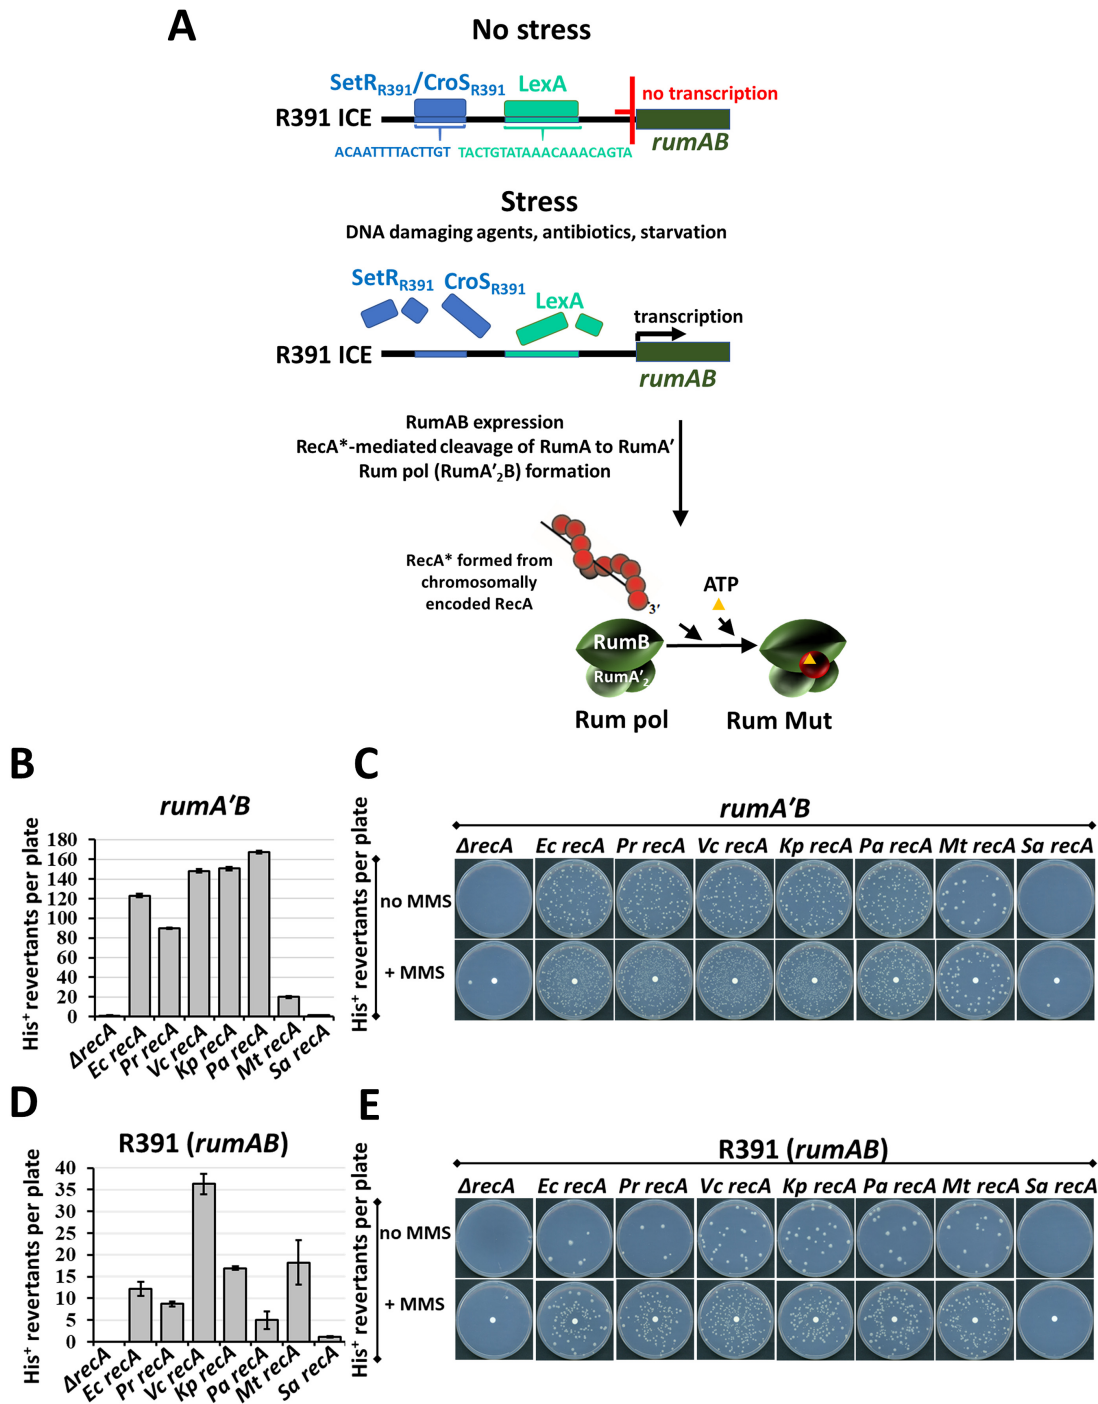 A
No stress
SetR_R391/CroS_R391
LexA
no transcription
R391 ICE
rumAB
ACAATTTTACTTGT
TACTGTATAAACAAACAGTA
Stress
DNA damaging agents, antibiotics, starvation
SetR_R391
CroS_R391
LexA
transcription
R391 ICE
rumAB
RumAB expression
RecA*-mediated cleavage of RumA to RumA′
Rum pol (RumA′₂B) formation
RecA* formed from
chromosomally
encoded RecA
3′
ATP
RumB
RumA′₂
Rum pol
Rum Mut
B
rumA′B
His⁺ revertants per plate
180
160
140
120
100
80
60
40
20
0
ΔrecA
Ec recA
Pr recA
Vc recA
Kp recA
Pa recA
Mt recA
Sa recA
C
rumA′B
His⁺ revertants per plate
ΔrecA
Ec recA
Pr recA
Vc recA
Kp recA
Pa recA
Mt recA
Sa recA
no MMS
+ MMS
D
R391 (rumAB)
His⁺ revertants per plate
40
35
30
25
20
15
10
5
0
ΔrecA
Ec recA
Pr recA
Vc recA
Kp recA
Pa recA
Mt recA
Sa recA
E
R391 (rumAB)
His⁺ revertants per plate
ΔrecA
Ec recA
Pr recA
Vc recA
Kp recA
Pa recA
Mt recA
Sa recA
no MMS
+ MMS